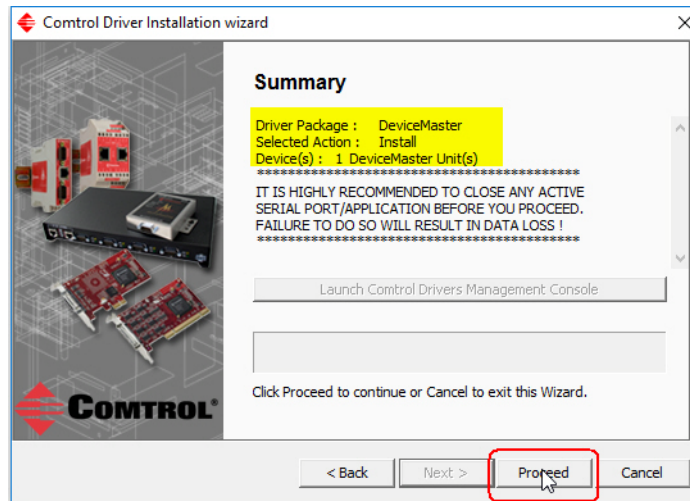 Comtrol Driver Installation wizard
Summary
Driver Package : DeviceMaster
Selected Action : Install
Device(s) : 1 DeviceMaster Unit(s)
********************************************
IT IS HIGHLY RECOMMENDED TO CLOSE ANY ACTIVE
SERIAL PORT/APPLICATION BEFORE YOU PROCEED.
FAILURE TO DO SO WILL RESULT IN DATA LOSS !
********************************************
Launch Comtrol Drivers Management Console
Click Proceed to continue or Cancel to exit this Wizard.
COMTROL®
< Back Next > Proceed Cancel